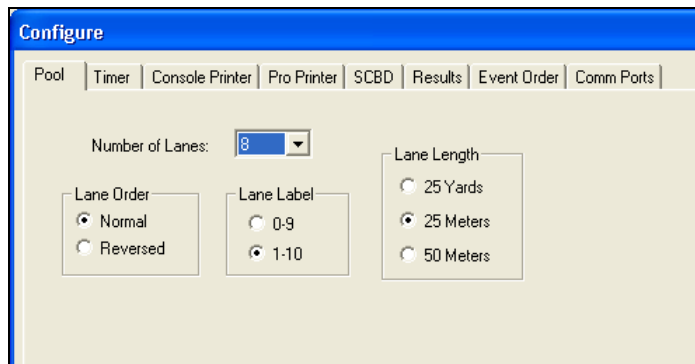 Configure
Pool Timer Console Printer Pro Printer SCBD Results Event Order Comm Ports
Number of Lanes: 8
Lane Order
Normal
Reversed
Lane Label
0-9
1-10
Lane Length
25 Yards
25 Meters
50 Meters